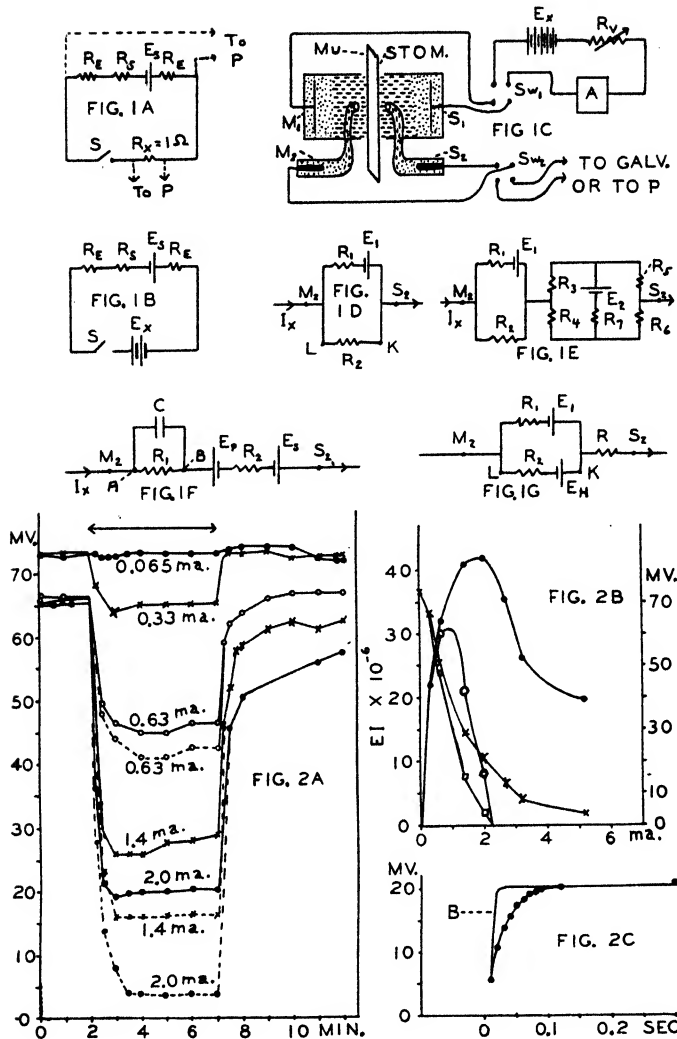 To
P
R_E R_S E_S R_E
FIG. 1A
S R_X=1Ω
To P
Mu STOM.
M_1 S_1
M_2 S_2
E_X R_V
Sw_1 A
FIG 1C
Sw_2 TO GALV.
OR TO P
R_E R_S E_S R_E
FIG. 1B
S E_X
R_1 E_1
M_2 FIG. 1D S_2
I_X
L R_2 K
R_1 E_1
M_2 R_3 E_2 R_5
I_X S_2
R_2 R_4 R_7 R_6
FIG. 1E
C
M_2 R_1 E_P R_2 E_S S_2
I_X A B
FIG. 1F
R_1 E_1
M_2 R S_2
L R_2 E_H K
FIG. 1G
MV.
70
60
50
40
30
20
10
0
0.065 ma.
0.33 ma.
0.63 ma.
0.63 ma.
1.4 ma.
2.0 ma.
1.4 ma.
2.0 ma.
FIG. 2A
0 2 4 6 8 10 MIN.
EI X 10^-6
40
30
20
10
0
FIG. 2B
MV.
70
50
30
10
0
0 2 4 6
ma.
MV.
20
10
0
B
FIG. 2C
0 0.1 0.2 SEC